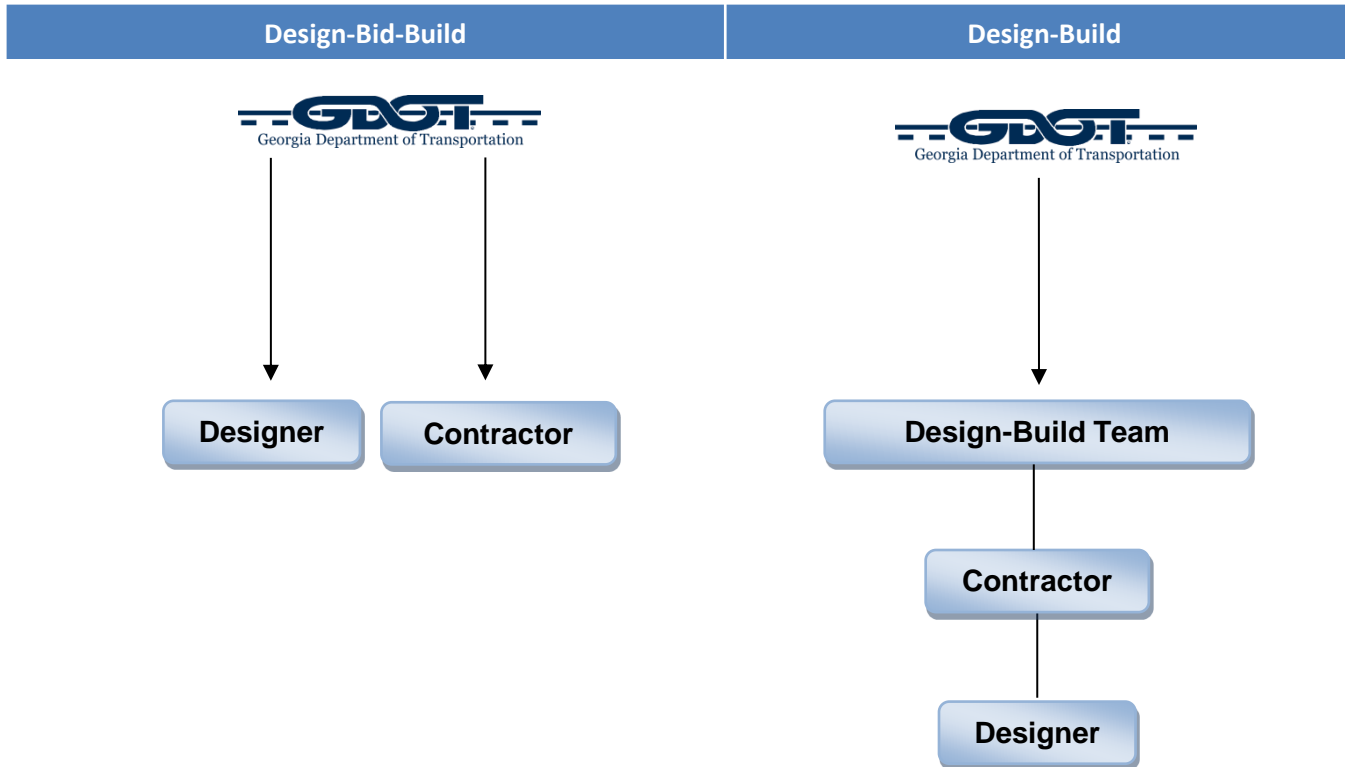 Design-Bid-Build
Design-Build
GDOT
Georgia Department of Transportation
GDOT
Georgia Department of Transportation
Designer
Contractor
Design-Build Team
Contractor
Designer